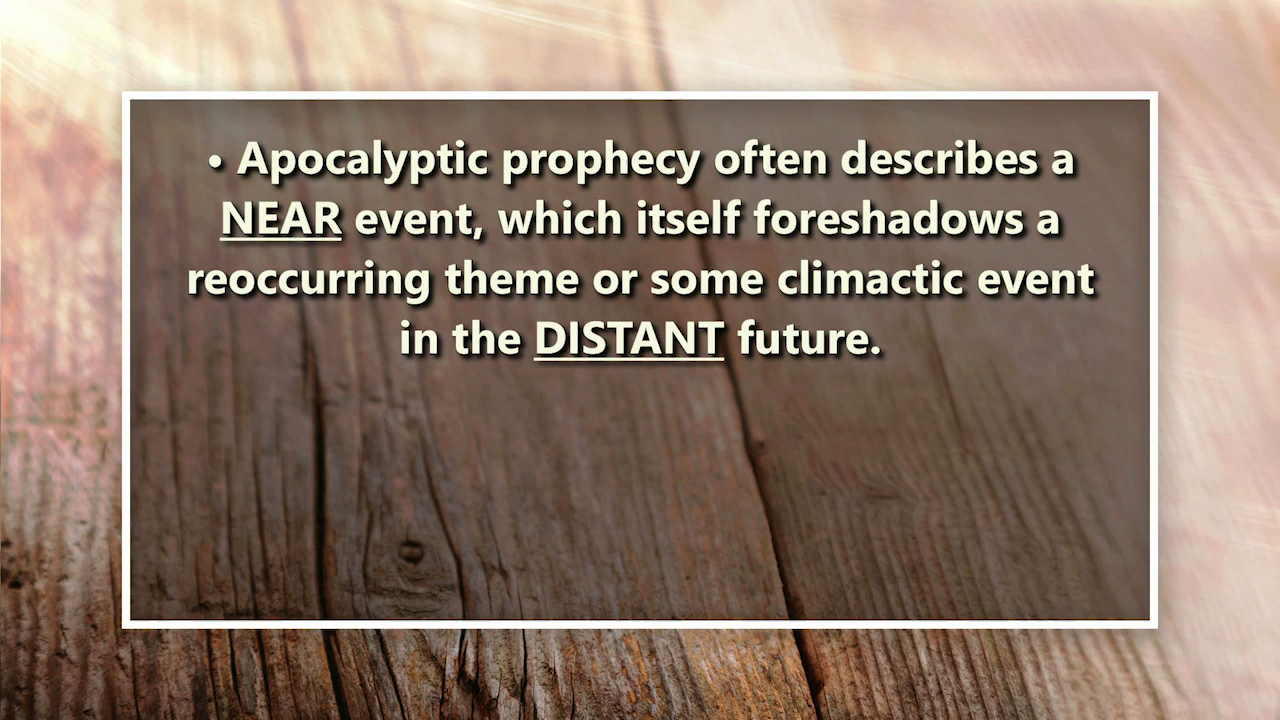 • Apocalyptic prophecy often describes a
NEAR event, which itself foreshadows a
reoccurring theme or some climactic event
in the DISTANT future.